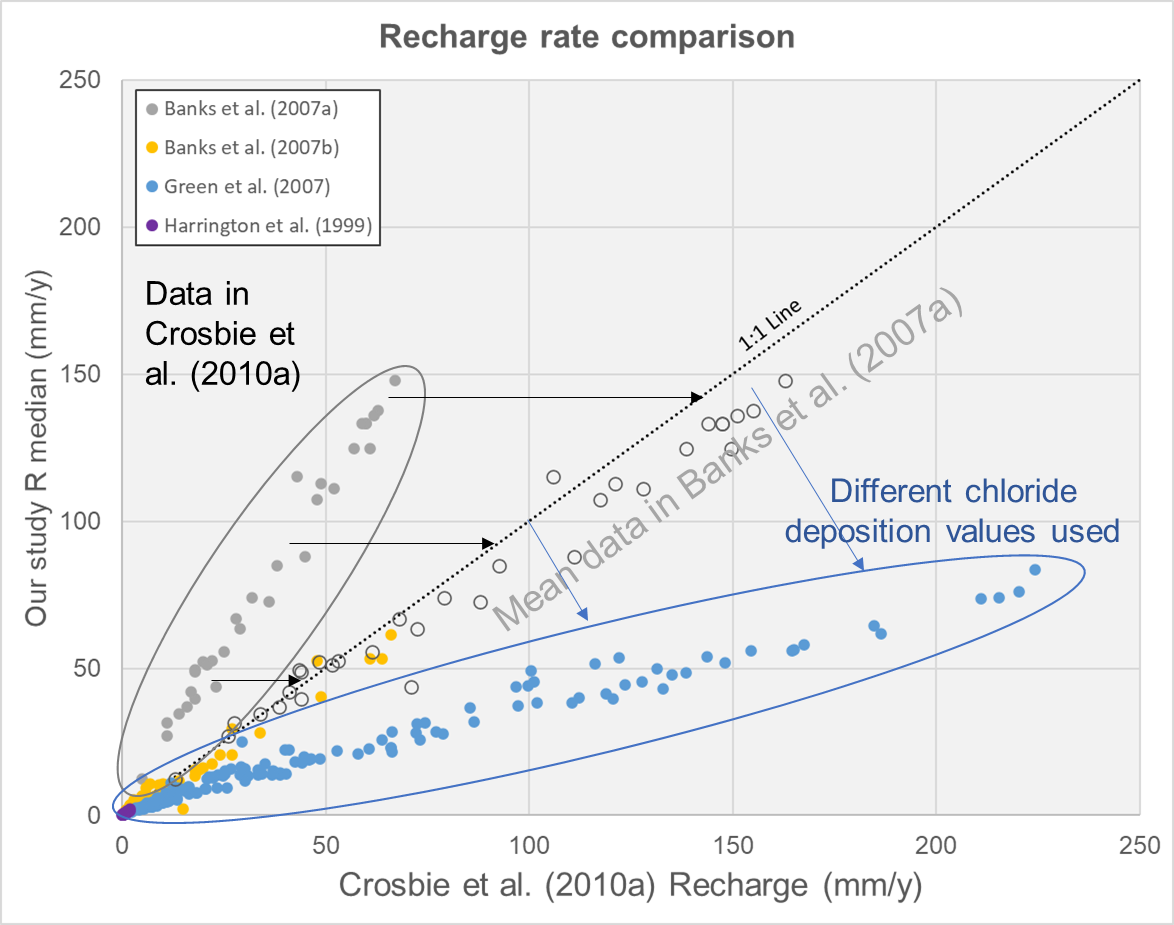 Recharge rate comparison
250
200
150
100
50
0
Our study R median (mm/y)
Banks et al. (2007a)
Banks et al. (2007b)
Green et al. (2007)
Harrington et al. (1999)
Data in
Crosbie et
al. (2010a)
1:1 Line
Mean data in Banks et al. (2007a)
Different chloride
deposition values used
0
50
100
150
200
250
Crosbie et al. (2010a) Recharge (mm/y)